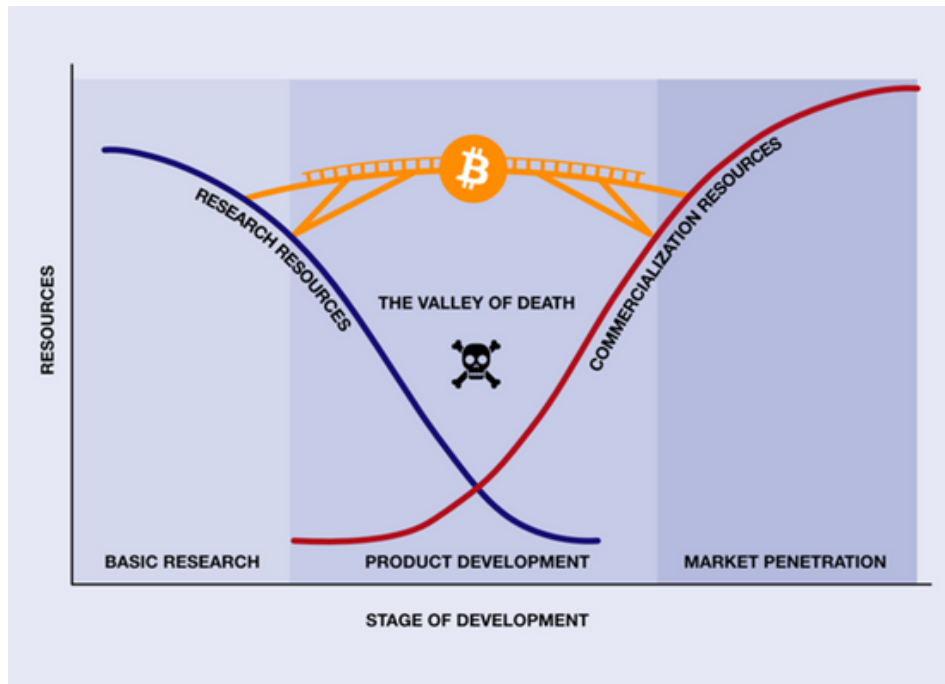 RESEARCH RESOURCES
COMMERCIALIZATION RESOURCES
THE VALLEY OF DEATH
RESOURCES
BASIC RESEARCH
PRODUCT DEVELOPMENT
MARKET PENETRATION
STAGE OF DEVELOPMENT